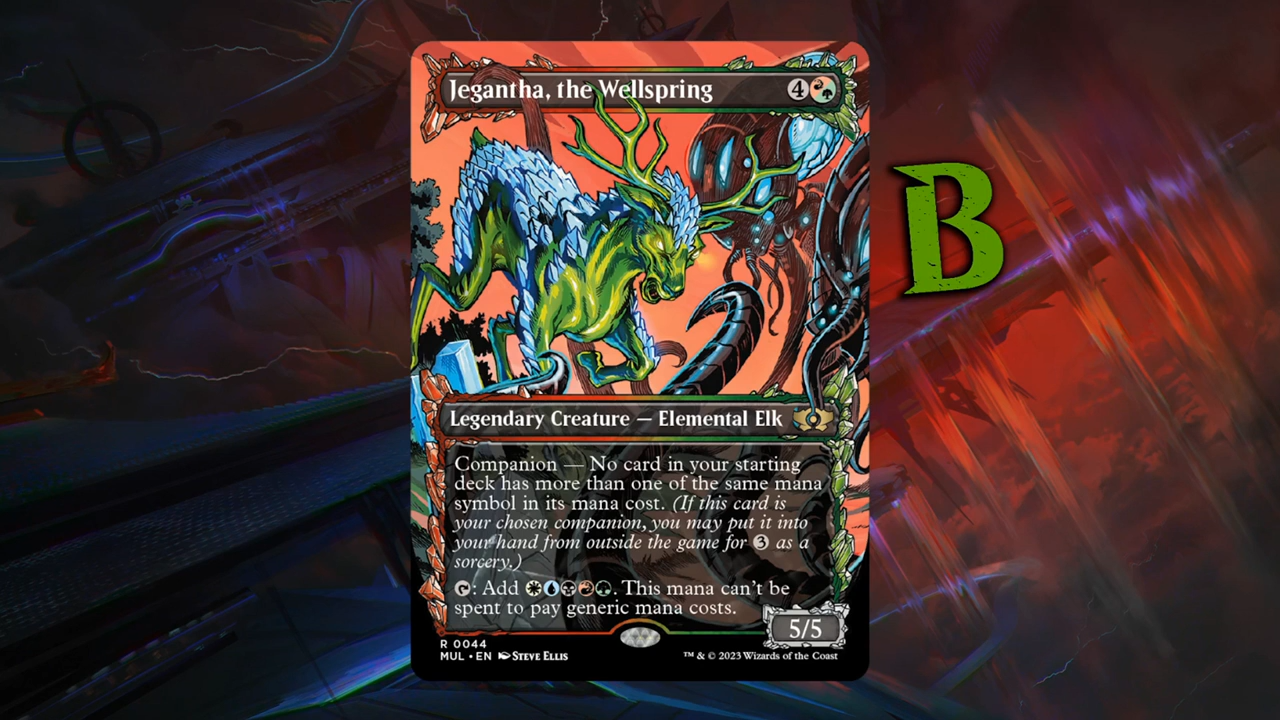 Jegantha, the Wellspring 4
B
Legendary Creature — Elemental Elk
Companion — No card in your starting
deck has more than one of the same mana
symbol in its mana cost. (If this card is
your chosen companion, you may put it into
your hand from outside the game for 3 as a
sorcery.)
: Add . This mana can't be
spent to pay generic mana costs.
5/5
R 0044
MUL • EN STEVE ELLIS
™ & © 2023 Wizards of the Coast